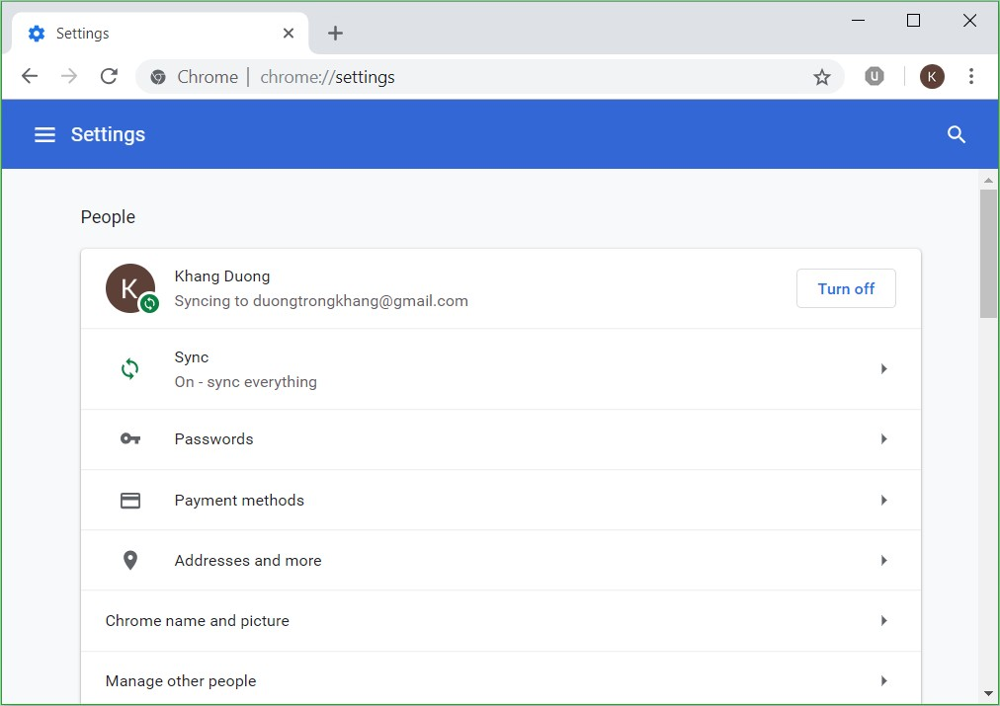 Settings
Chrome | chrome://settings
U
K
Settings
People
K
Khang Duong
Syncing to duongtrongkhang@gmail.com
Turn off
Sync
On - sync everything
Passwords
Payment methods
Addresses and more
Chrome name and picture
Manage other people